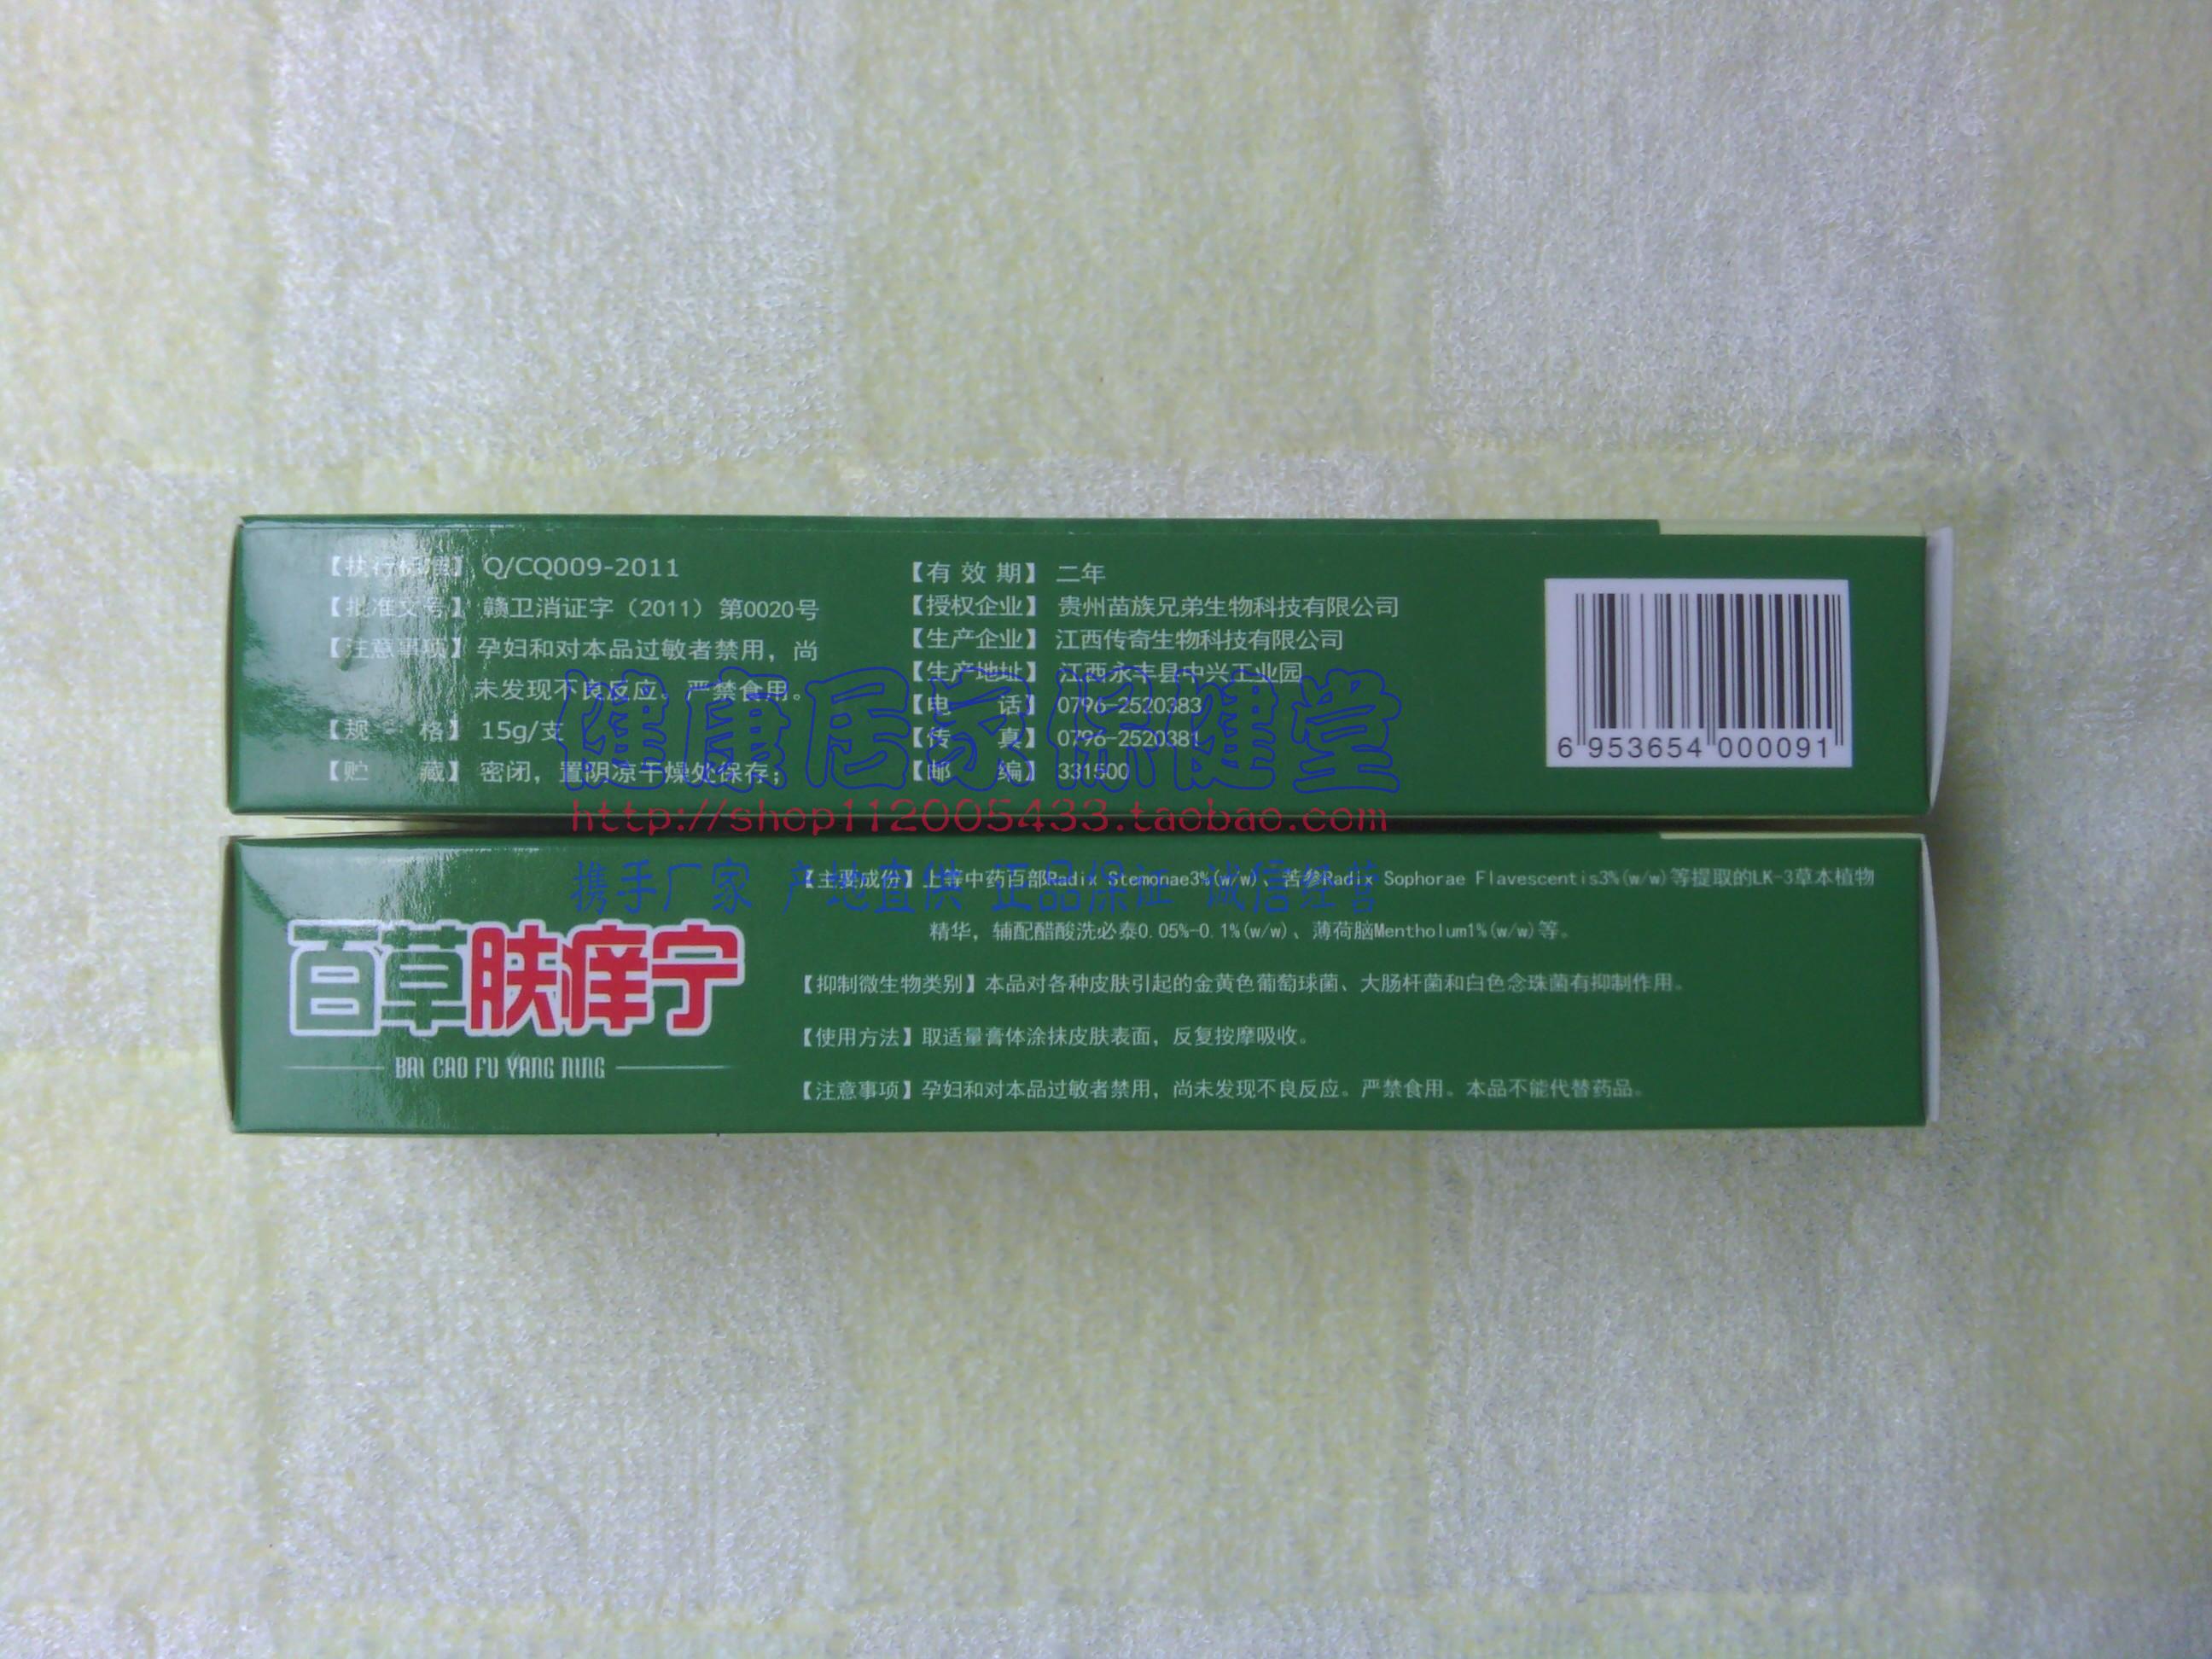 【执行标准】 Q/CQ009-2011
【批准文号】 赣卫消证字（2011）第0020号
【注意事项】 孕妇和对本品过敏者禁用，尚
未发现不良反应。严禁食用。
【规 格】 15g/支
【贮 藏】 密闭，置阴凉干燥处保存；
【有 效 期】 二年
【授权企业】 贵州苗族兄弟生物科技有限公司
【生产企业】 江西传奇生物科技有限公司
【生产地址】 江西永丰县中兴工业园
【电 话】 0796-2520383
【传 真】 0796-2520381
【邮 编】 331500
6 953654 000091
健康居家保健堂
http://shop112005433.taobao.com
携手厂家 产地直供 正品保证 诚信经营
百草肤痒宁
BAI CAO FU YANG NING
【主要成份】上等中药百部Radix Stemonae3%(w/w)、苦参Radix Sophorae Flavescentis3%(w/w)等提取的LK-3草本植物
精华，辅配醋酸洗必泰0.05%-0.1%(w/w)、薄荷脑Mentholum1%(w/w)等。
【抑制微生物类别】本品对各种皮肤引起的金黄色葡萄球菌、大肠杆菌和白色念珠菌有抑制作用。
【使用方法】取适量膏体涂抹皮肤表面，反复按摩吸收。
【注意事项】孕妇和对本品过敏者禁用，尚未发现不良反应。严禁食用。本品不能代替药品。